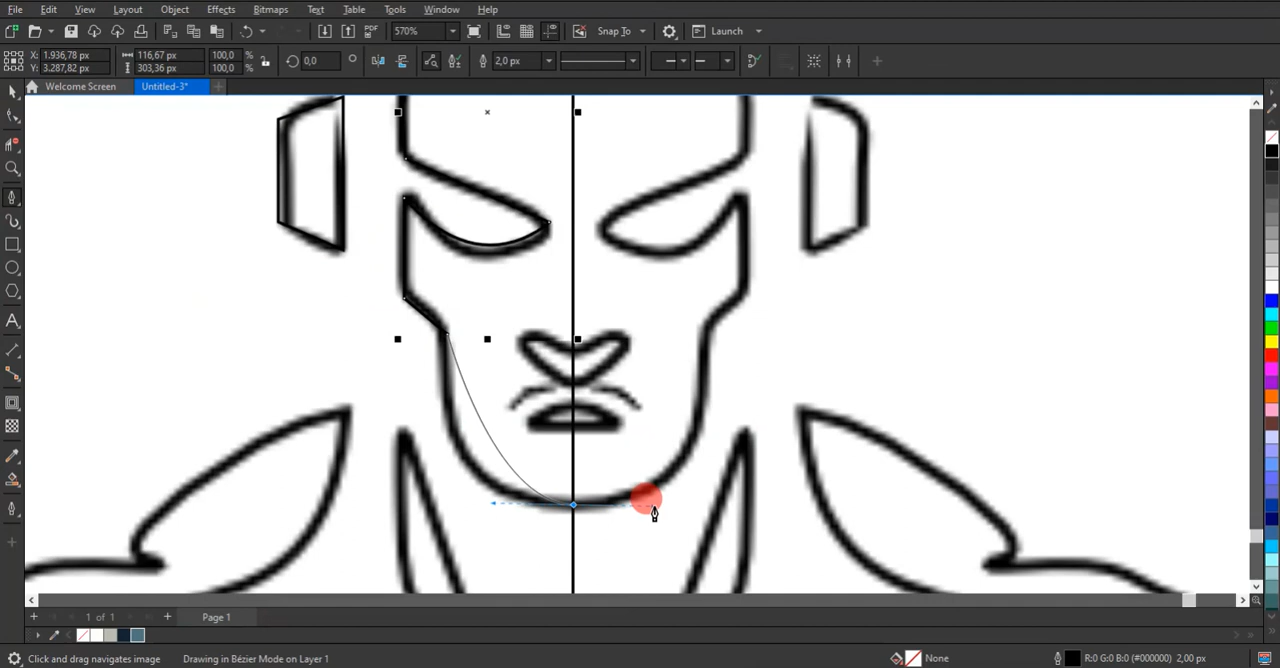 File Edit View Layout Object Effects Bitmaps Text Table Tools Window Help
PDF 570% Snap To Launch
X: 1.936,78 px 116,67 px 100,0 % 0,0 2,0 px
Y: 3.287,82 px 303,36 px 100,0 %
Welcome Screen Untitled-3*
1 of 1 Page 1
Click and drag navigates image Drawing in Bézier Mode on Layer 1 None R:0 G:0 B:0 (#000000) 2,00 px